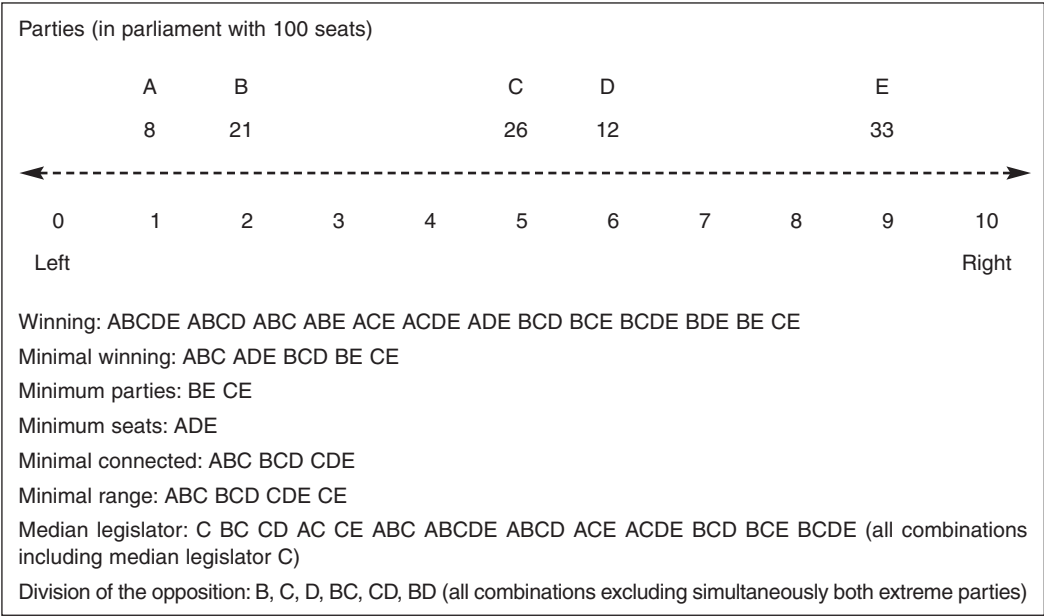 Parties (in parliament with 100 seats)
A B C D E
8 21 26 12 33
0 1 2 3 4 5 6 7 8 9 10
Left Right
Winning: ABCDE ABCD ABC ABE ACE ACDE ADE BCD BCE BCDE BDE BE CE
Minimal winning: ABC ADE BCD BE CE
Minimum parties: BE CE
Minimum seats: ADE
Minimal connected: ABC BCD CDE
Minimal range: ABC BCD CDE CE
Median legislator: C BC CD AC CE ABC ABCDE ABCD ACE ACDE BCD BCE BCDE (all combinations
including median legislator C)
Division of the opposition: B, C, D, BC, CD, BD (all combinations excluding simultaneously both extreme parties)